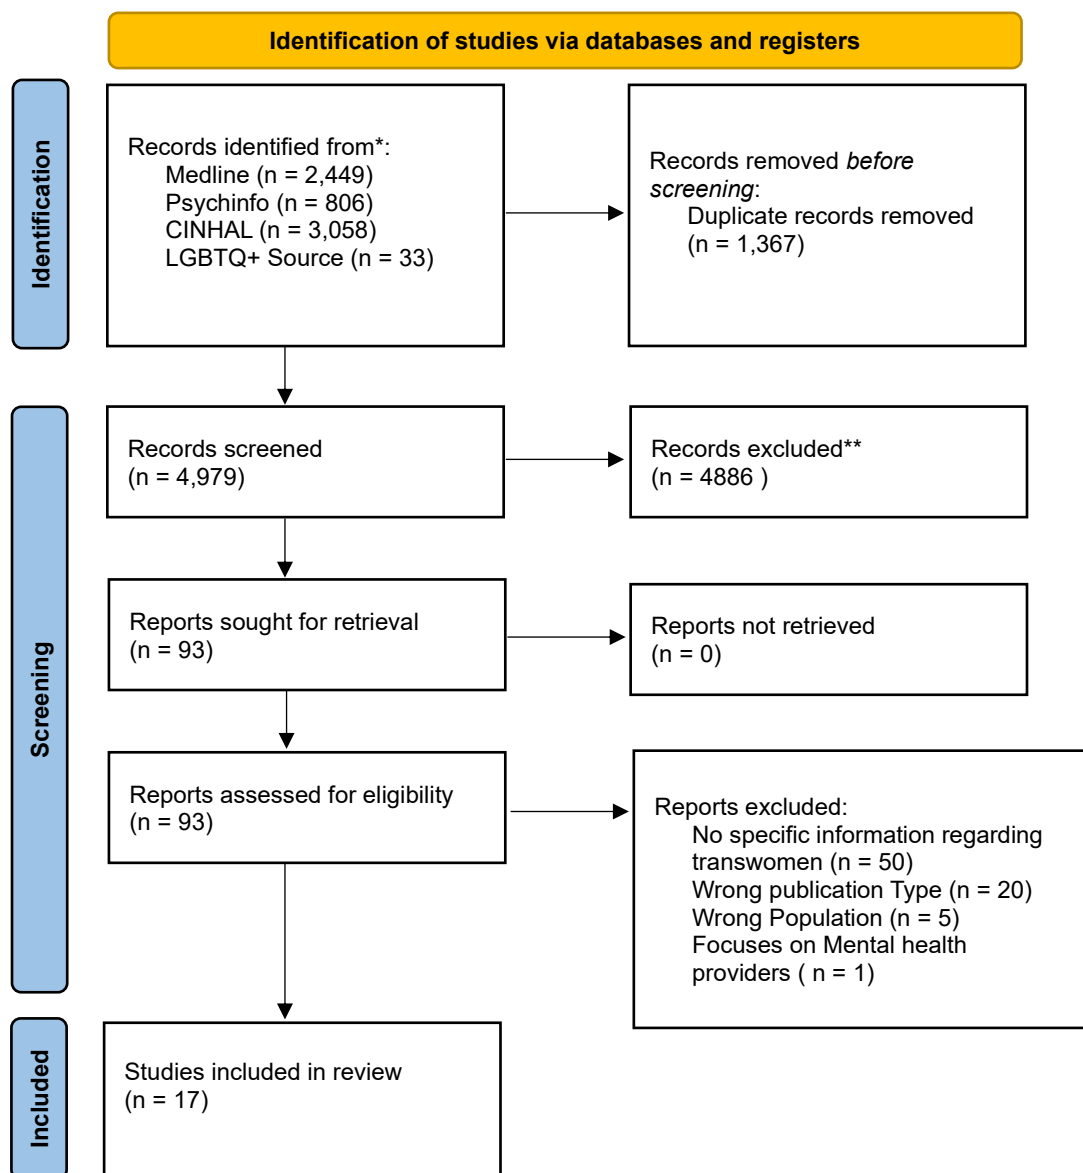 Identification of studies via databases and registers
Identification
Records identified from*:
Medline (n = 2,449)
Psychinfo (n = 806)
CINHAL (n = 3,058)
LGBTQ+ Source (n = 33)
Records removed before
screening:
Duplicate records removed
(n = 1,367)
Screening
Records screened
(n = 4,979)
Records excluded**
(n = 4886 )
Reports sought for retrieval
(n = 93)
Reports not retrieved
(n = 0)
Reports assessed for eligibility
(n = 93)
Reports excluded:
No specific information regarding
transwomen (n = 50)
Wrong publication Type (n = 20)
Wrong Population (n = 5)
Focuses on Mental health
providers ( n = 1)
Included
Studies included in review
(n = 17)